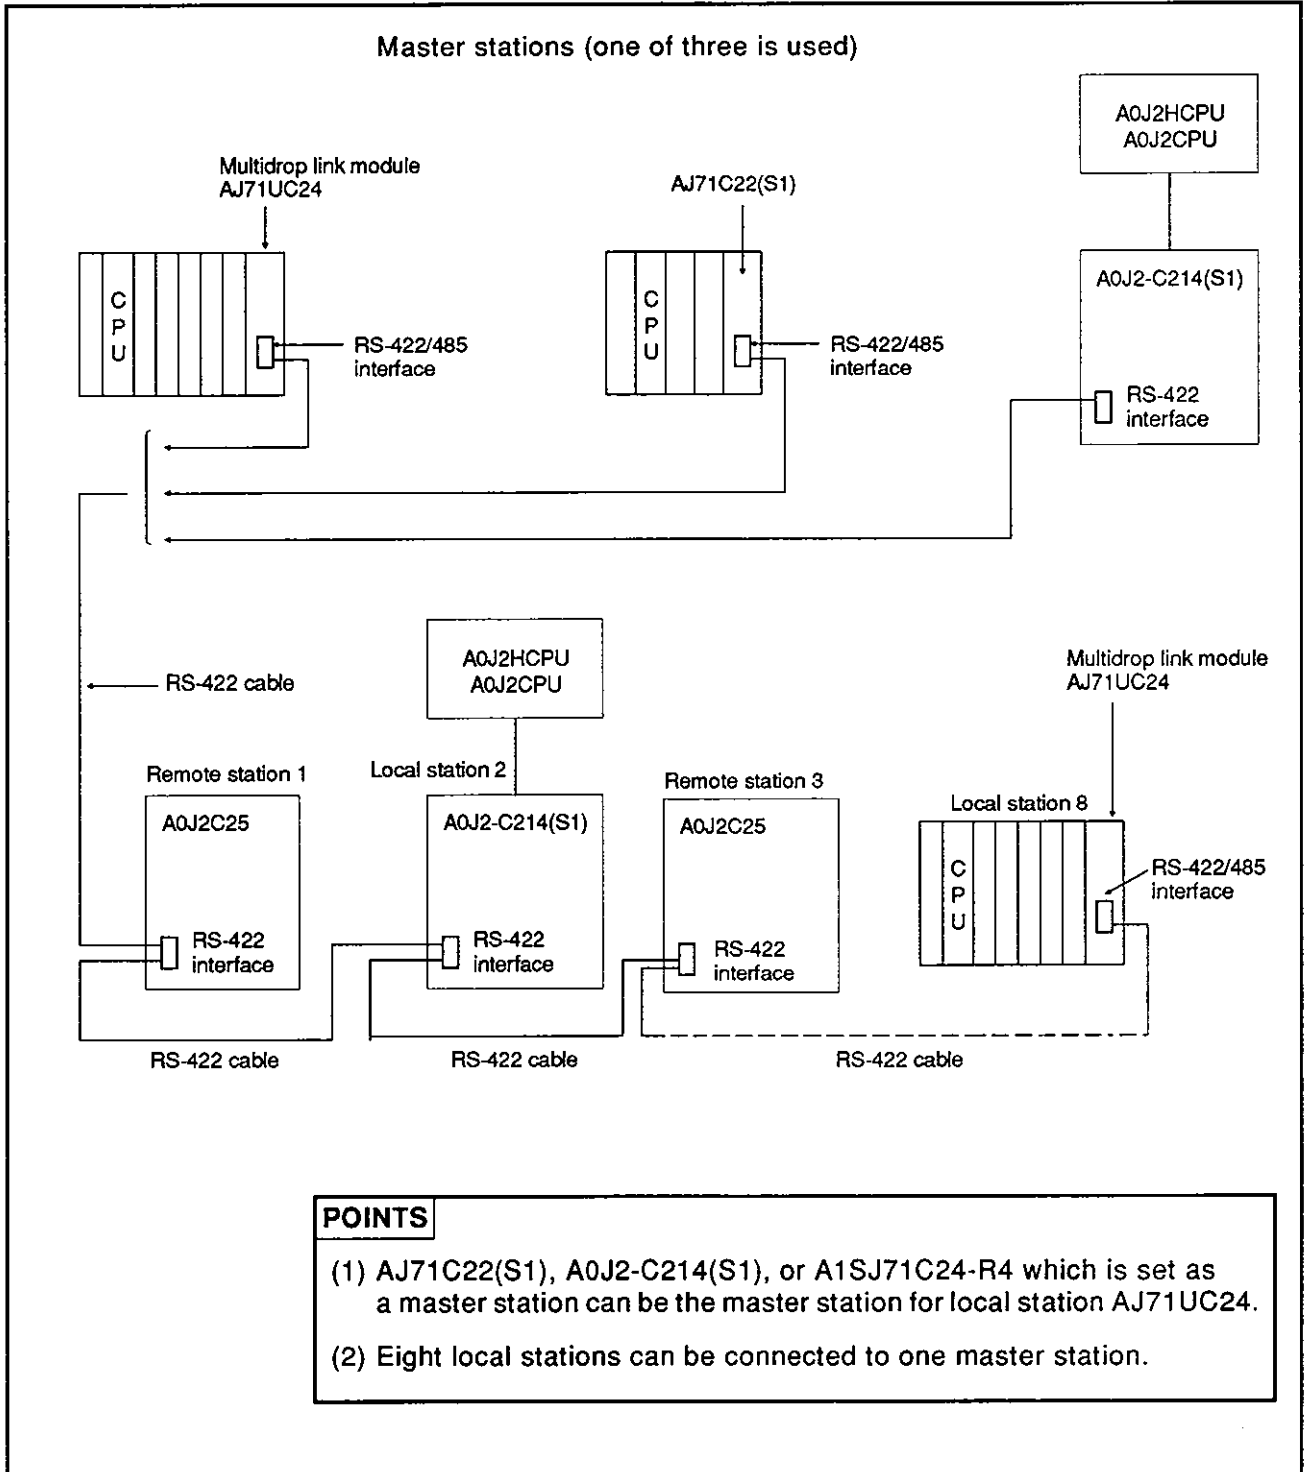 Master stations (one of three is used)
A0J2HCPU
A0J2CPU
Multidrop link module
AJ71UC24
AJ71C22(S1)
A0J2-C214(S1)
C
P
U
RS-422/485
interface
C
P
U
RS-422/485
interface
RS-422
interface
A0J2HCPU
A0J2CPU
Multidrop link module
AJ71UC24
RS-422 cable
Remote station 1
Local station 2
Remote station 3
Local station 8
A0J2C25
A0J2-C214(S1)
A0J2C25
C
P
U
RS-422/485
interface
RS-422
interface
RS-422
interface
RS-422
interface
RS-422 cable
RS-422 cable
RS-422 cable
POINTS
(1) AJ71C22(S1), A0J2-C214(S1), or A1SJ71C24-R4 which is set as
a master station can be the master station for local station AJ71UC24.
(2) Eight local stations can be connected to one master station.